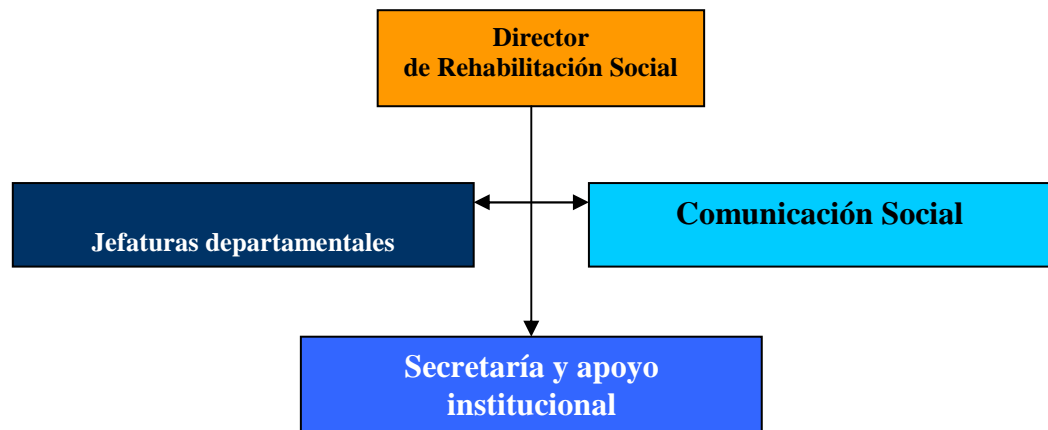 Director
de Rehabilitación Social
Jefaturas departamentales
Comunicación Social
Secretaría y apoyo
institucional